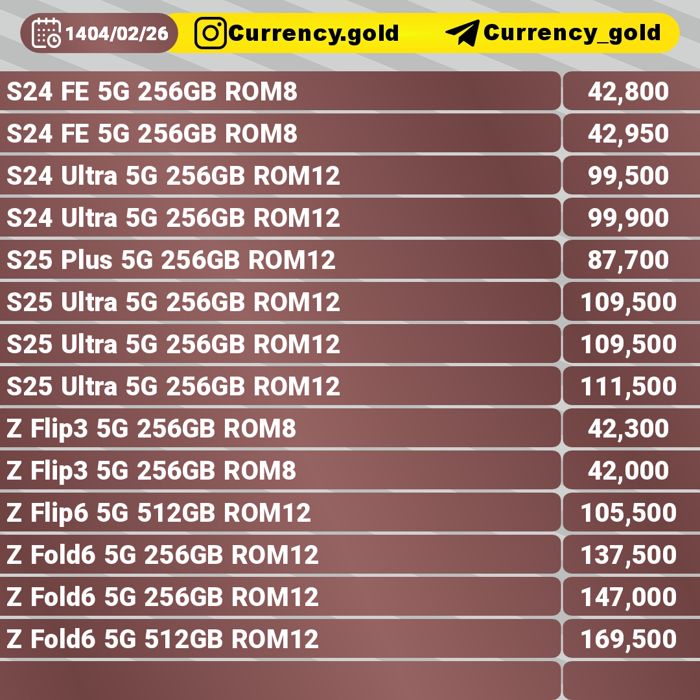 1404/02/26 Currency.gold Currency_gold
S24 FE 5G 256GB ROM8 42,800
S24 FE 5G 256GB ROM8 42,950
S24 Ultra 5G 256GB ROM12 99,500
S24 Ultra 5G 256GB ROM12 99,900
S25 Plus 5G 256GB ROM12 87,700
S25 Ultra 5G 256GB ROM12 109,500
S25 Ultra 5G 256GB ROM12 109,500
S25 Ultra 5G 256GB ROM12 111,500
Z Flip3 5G 256GB ROM8 42,300
Z Flip3 5G 256GB ROM8 42,000
Z Flip6 5G 512GB ROM12 105,500
Z Fold6 5G 256GB ROM12 137,500
Z Fold6 5G 256GB ROM12 147,000
Z Fold6 5G 512GB ROM12 169,500